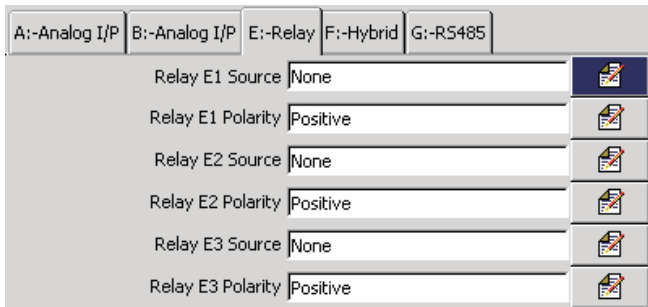 A:-Analog I/P B:-Analog I/P E:-Relay F:-Hybrid G:-RS485
Relay E1 Source None
Relay E1 Polarity Positive
Relay E2 Source None
Relay E2 Polarity Positive
Relay E3 Source None
Relay E3 Polarity Positive